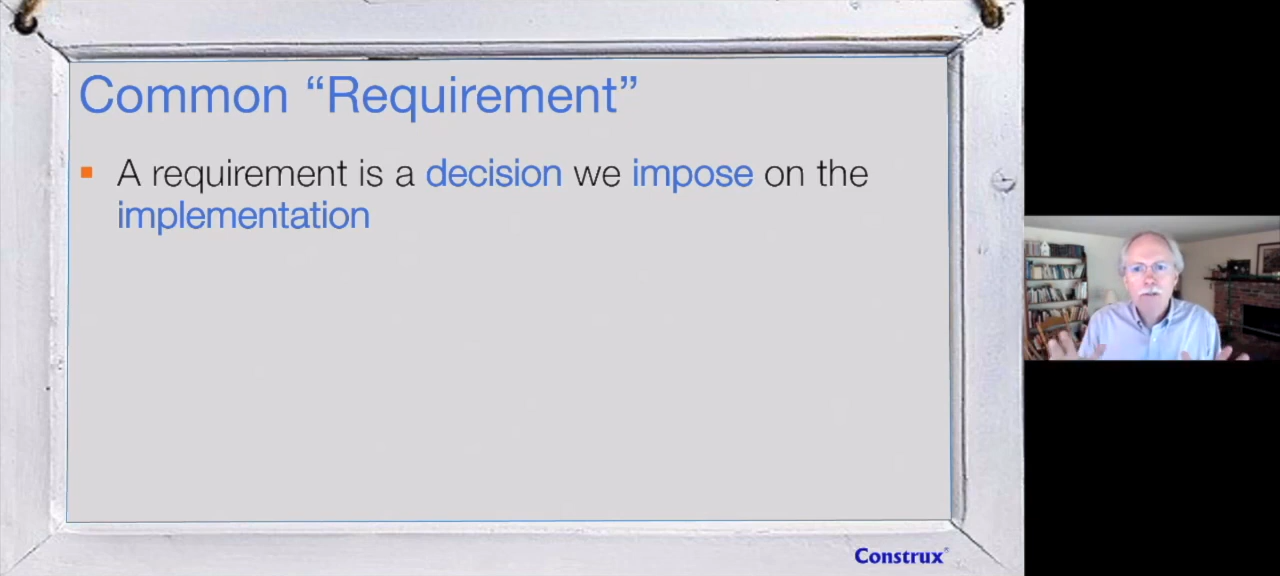 Common “Requirement”
A requirement is a decision we impose on the
implementation
Construx®